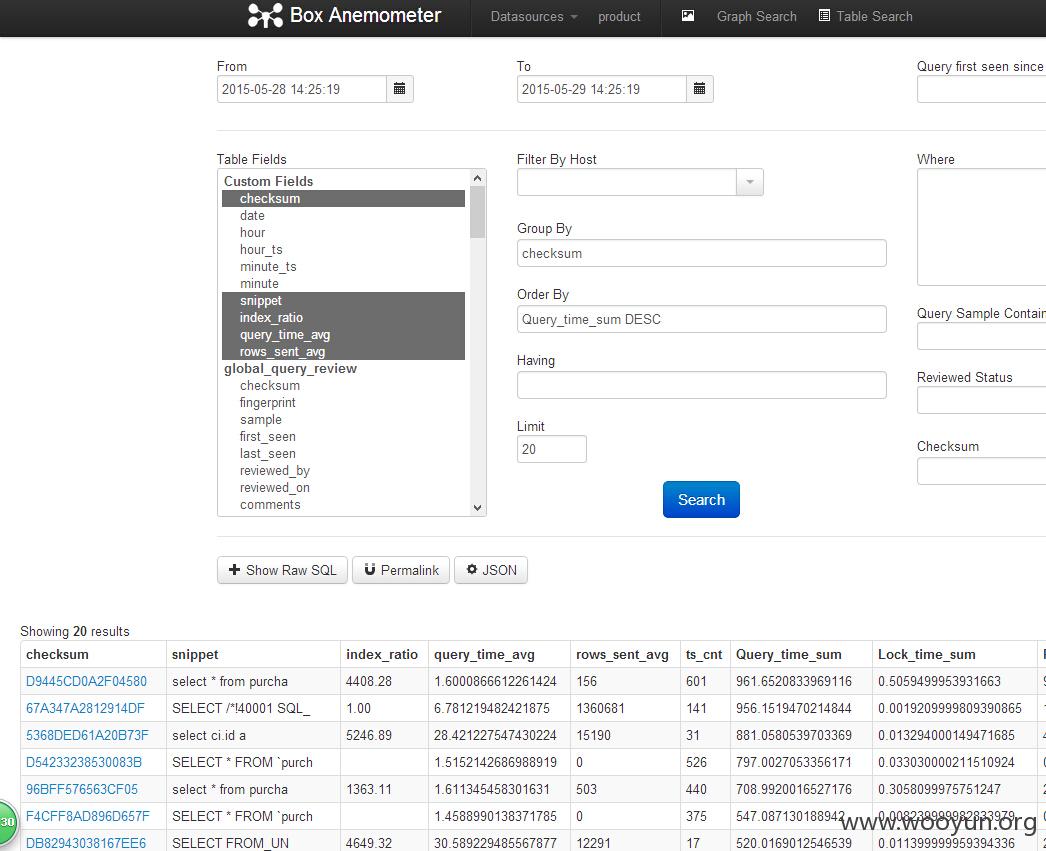 Box Anemometer Datasources product Graph Search Table Search
From To Query first seen since
2015-05-28 14:25:19 2015-05-29 14:25:19
Table Fields Filter By Host Where
Custom Fields
checksum
date
hour
hour_ts
minute_ts
minute
snippet
index_ratio
query_time_avg
rows_sent_avg
global_query_review
checksum
fingerprint
sample
first_seen
last_seen
reviewed_by
reviewed_on
comments
Group By
checksum
Order By
Query_time_sum DESC
Having
Limit
20
Search
Query Sample Contain
Reviewed Status
Checksum
Show Raw SQL Permalink JSON
Showing 20 results
checksum snippet index_ratio query_time_avg rows_sent_avg ts_cnt Query_time_sum Lock_time_sum
D9445CD0A2F04580 select * from purcha 4408.28 1.6000866612261424 156 601 961.6520833969116 0.5059499953931663
67A347A2812914DF SELECT /*!40001 SQL_ 1.00 6.781219482421875 1360681 141 956.1519470214844 0.0019209999809390865
5368DED61A20B73F select ci.id a 5246.89 28.421227547430224 15190 31 881.0580539703369 0.013294000149471685
D54233238530083B SELECT * FROM `purch 1.5152142686988919 0 526 797.0027053356171 0.033030000211510924
96BFF576563CF05 select * from purcha 1363.11 1.611345458301631 503 440 708.9920016527176 0.3058099975751247
F4CFF8AD896D657F SELECT * FROM `purch 1.4588990138371785 0 375 547.087130188942 0.008239999982833979
DB82943038167EE6 SELECT FROM_UN 4649.32 30.589229485567877 12291 17 520.0169012546539 0.011399999957994336
30
www.wooyun.org